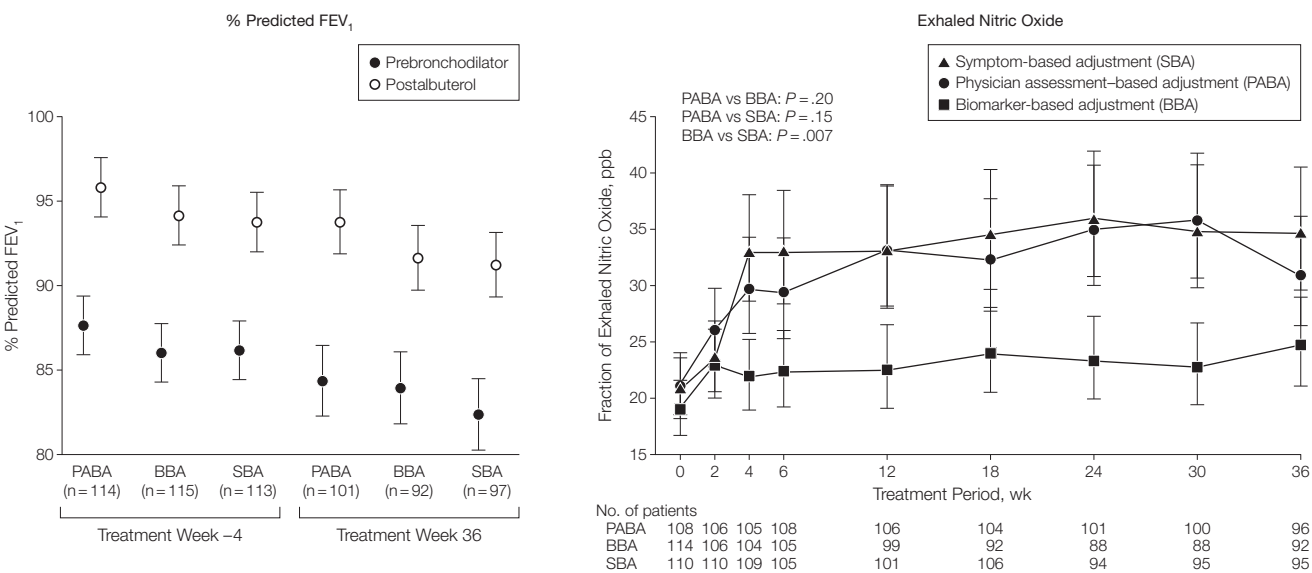 % Predicted FEV1
Prebronchodilator
Postalbuterol
% Predicted FEV1
100
95
90
85
80
PABA BBA SBA PABA BBA SBA
(n=114) (n=115) (n=113) (n=101) (n=92) (n=97)
Treatment Week –4 Treatment Week 36
Exhaled Nitric Oxide
Symptom-based adjustment (SBA)
Physician assessment–based adjustment (PABA)
Biomarker-based adjustment (BBA)
PABA vs BBA: P=.20
PABA vs SBA: P=.15
BBA vs SBA: P=.007
Fraction of Exhaled Nitric Oxide, ppb
45
40
35
30
25
20
15
0 2 4 6 12 18 24 30 36
Treatment Period, wk
No. of patients
PABA 108 106 105 108 106 104 101 100 96
BBA 114 106 104 105 99 92 88 88 92
SBA 110 110 109 105 101 106 94 95 95